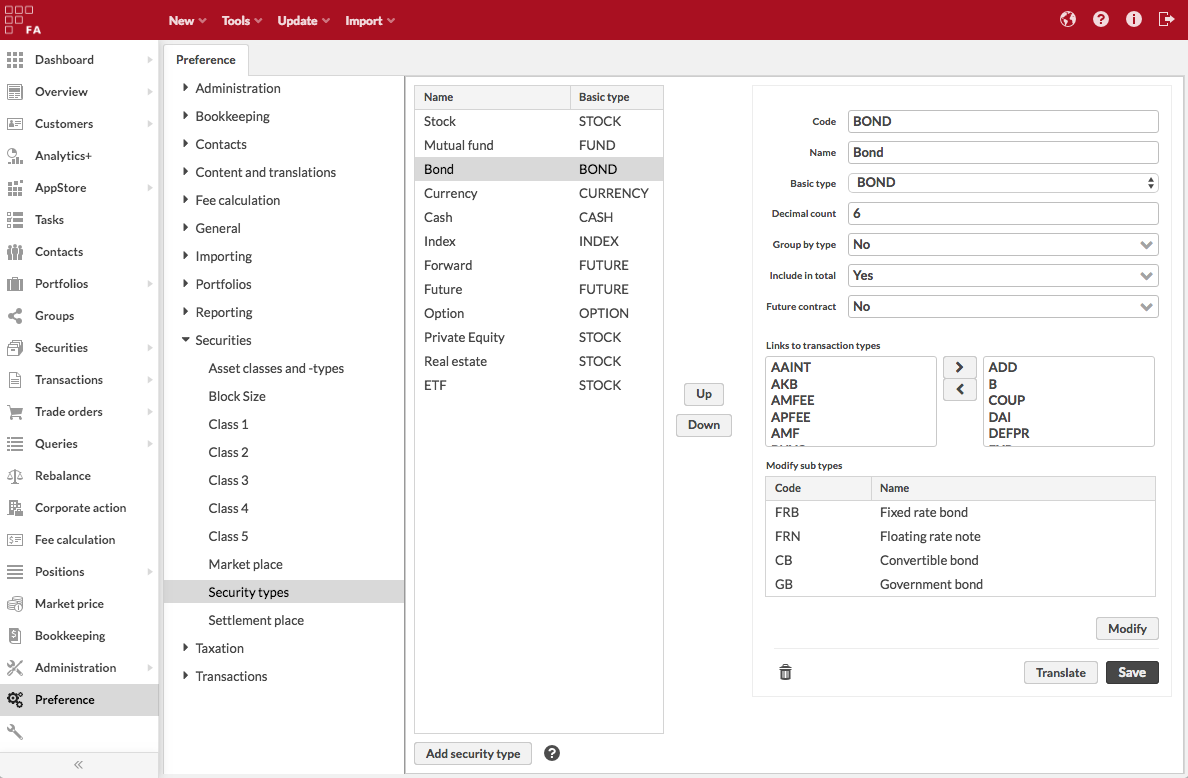 FA
New
Tools
Update
Import
Dashboard
Overview
Customers
Analytics+
AppStore
Tasks
Contacts
Portfolios
Groups
Securities
Transactions
Trade orders
Queries
Rebalance
Corporate action
Fee calculation
Positions
Market price
Bookkeeping
Administration
Preference
Preference
Administration
Bookkeeping
Contacts
Content and translations
Fee calculation
General
Importing
Portfolios
Reporting
Securities
Asset classes and -types
Block Size
Class 1
Class 2
Class 3
Class 4
Class 5
Market place
Security types
Settlement place
Taxation
Transactions
Name Basic type
Stock STOCK
Mutual fund FUND
Bond BOND
Currency CURRENCY
Cash CASH
Index INDEX
Forward FUTURE
Future FUTURE
Option OPTION
Private Equity STOCK
Real estate STOCK
ETF STOCK
Add security type
Up
Down
Code BOND
Name Bond
Basic type BOND
Decimal count 6
Group by type No
Include in total Yes
Future contract No
Links to transaction types
AAINT
AKB
AMFEE
APFEE
AMF
ADD
B
COUP
DAI
DEFPR
Modify sub types
Code Name
FRB Fixed rate bond
FRN Floating rate note
CB Convertible bond
GB Government bond
Modify
Translate
Save